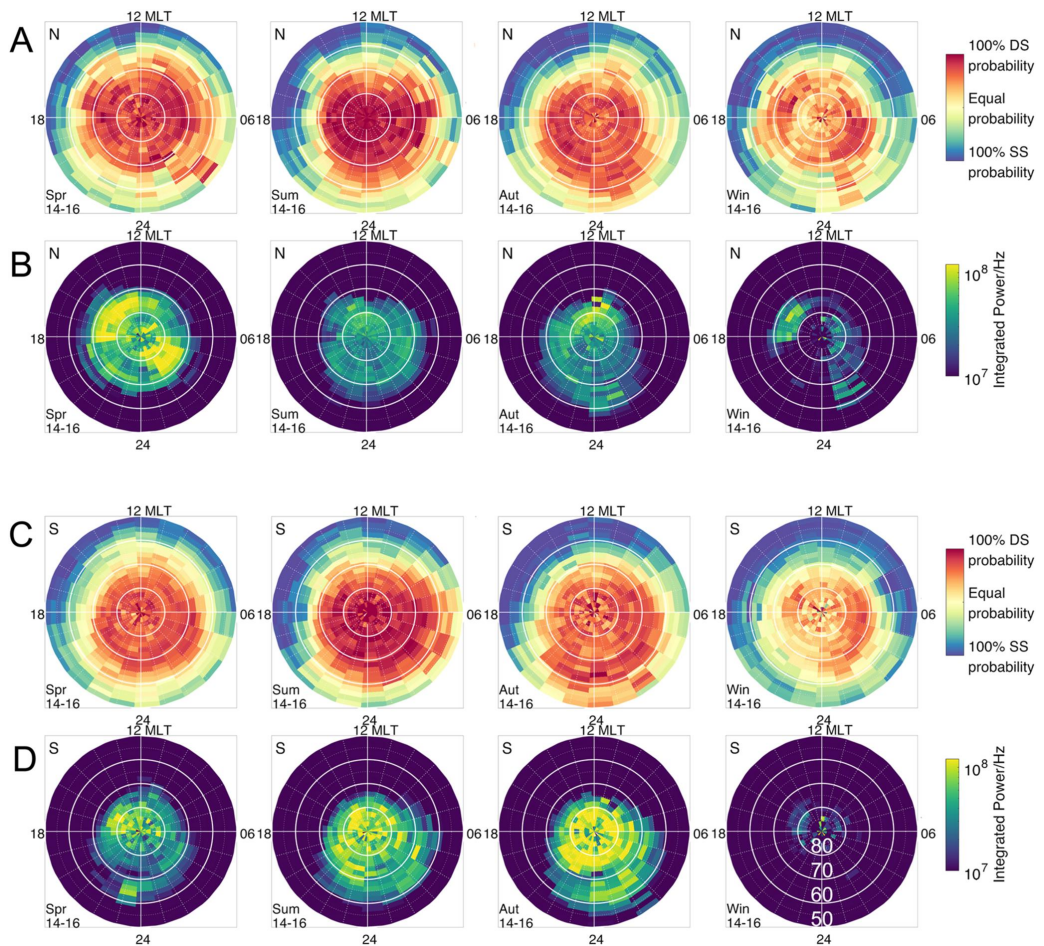 A
N
12 MLT
18
24
Spr
14-16
N
12 MLT
18
06
24
Sum
14-16
N
12 MLT
18
06
24
Aut
14-16
N
12 MLT
18
06
24
Win
14-16
06
100% DS
probability
Equal
probability
100% SS
probability
B
N
12 MLT
18
24
Spr
14-16
N
12 MLT
18
06
24
Sum
14-16
N
12 MLT
18
06
24
Aut
14-16
N
12 MLT
18
06
24
Win
14-16
06
10⁸
10⁷
Integrated Power/Hz
C
S
12 MLT
18
24
Spr
14-16
S
12 MLT
18
06
24
Sum
14-16
S
12 MLT
18
06
24
Aut
14-16
S
12 MLT
18
06
24
Win
14-16
06
100% DS
probability
Equal
probability
100% SS
probability
D
S
12 MLT
18
24
Spr
14-16
S
12 MLT
18
06
24
Sum
14-16
S
12 MLT
18
06
24
Aut
14-16
S
12 MLT
18
06
80
70
60
50
24
Win
14-16
06
10⁸
10⁷
Integrated Power/Hz